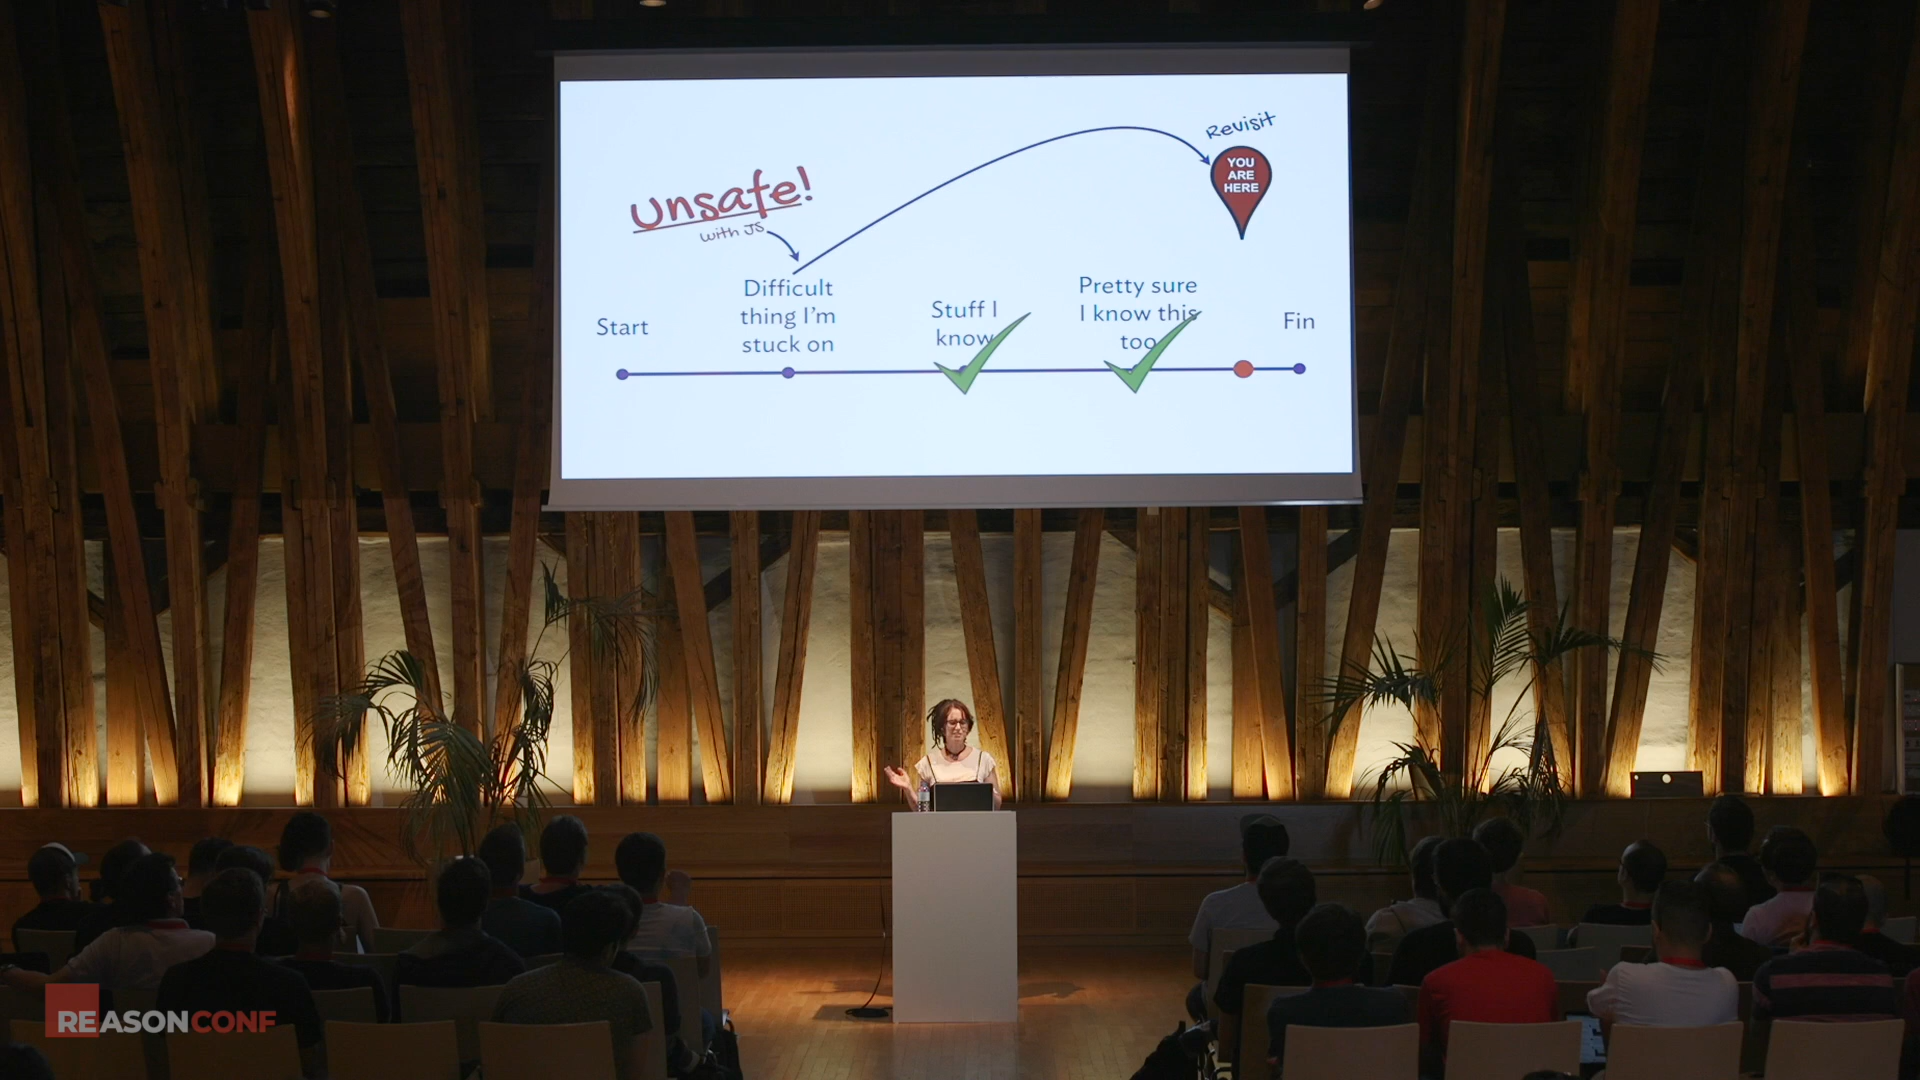 Revisit
YOU
ARE
HERE
unsafe!
with JS
Difficult
thing I'm
stuck on
Stuff I
know
Pretty sure
I know this
too
Start
Fin
REASONCONF